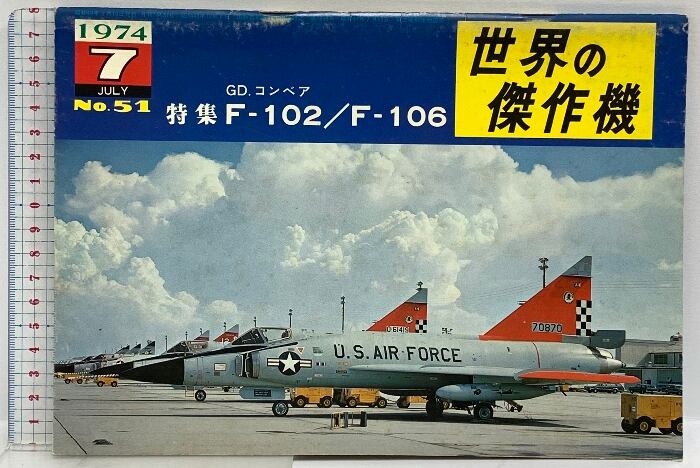 1974
7
JULY
No.51
GD.コンベア
特集 F-102/F-106
世界の
傑作機
U.S. AIR FORCE
70870